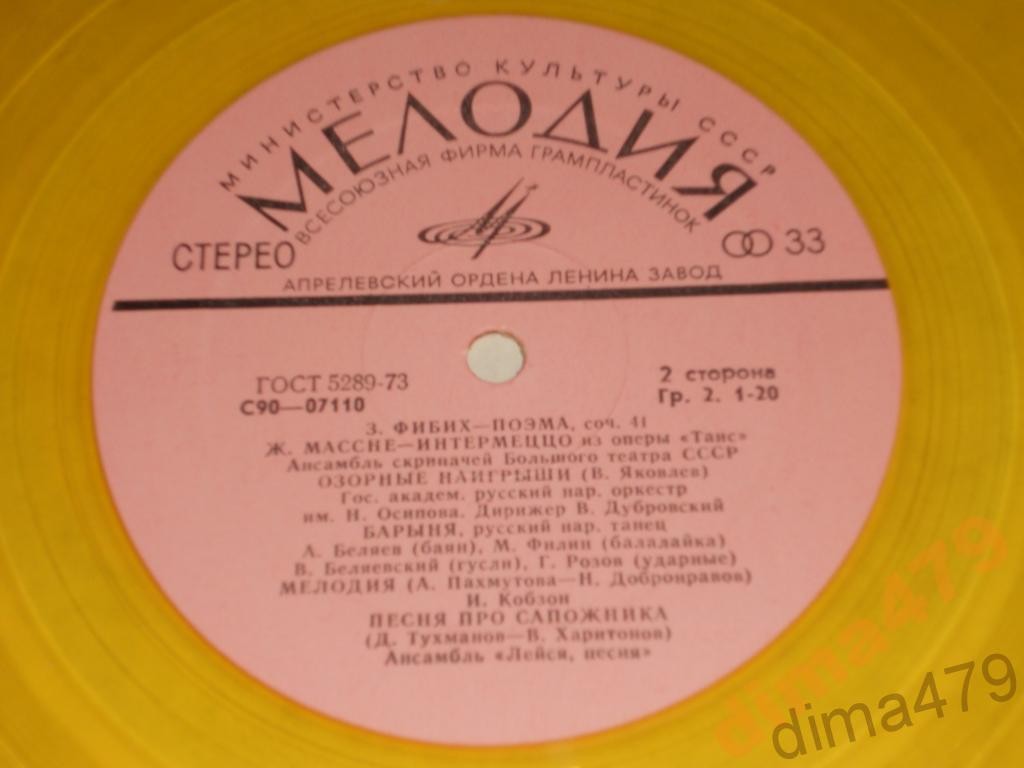 МИНИСТЕРСТВО КУЛЬТУРЫ СССР
МЕЛОДИЯ
ВСЕСОЮЗНАЯ ФИРМА ГРАМПЛАСТИНОК
СТЕРЕО
33
АПРЕЛЕВСКИЙ ОРДЕНА ЛЕНИНА ЗАВОД
ГОСТ 5289-73
2 сторона
С90—07110
Гр. 2. 1-20
З. ФИБИХ—ПОЭМА, соч. 41
Ж. МАССНЕ—ИНТЕРМЕЦЦО из оперы «Таис»
Ансамбль скрипачей Большого театра СССР
ОЗОРНЫЕ НАИГРЫШИ (В. Яковлев)
Гос. академ. русский нар. оркестр
им. Н. Осипова. Дирижер В. Дубровский
БАРЫНЯ, русский нар. танец
А. Беляев (баян), М. Филин (балалайка)
В. Беляевский (гусли), Г. Розов (ударные)
МЕЛОДИЯ (А. Пахмутова—Н. Добронравов)
И. Кобзон
ПЕСНЯ ПРО САПОЖНИКА
(Д. Тухманов—В. Харитонов)
Ансамбль «Лейся, песня»
dima479
dima479